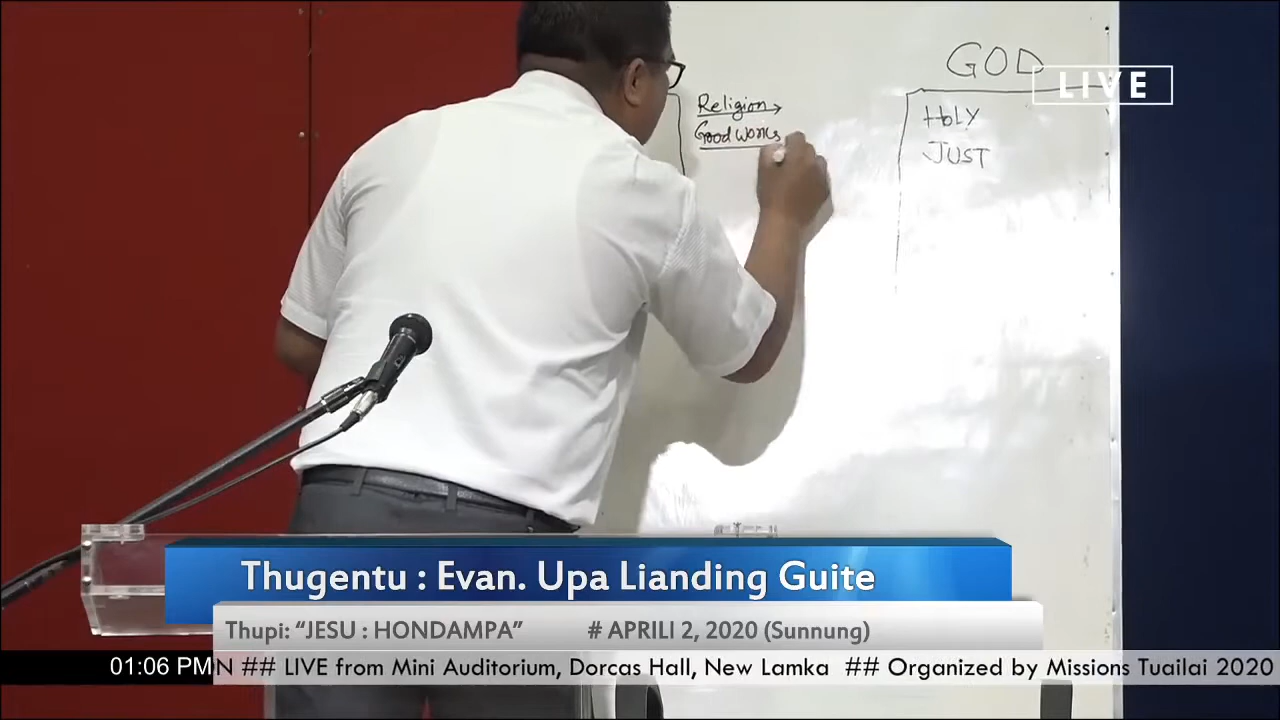 GOD
LIVE
Religion →
Good works
HOLY
JUST
Thugentu : Evan. Upa Lianding Guite
Thupi: “JESU : HONDAMPA” # APRILI 2, 2020 (Sunnung)
01:06 PM N ## LIVE from Mini Auditorium, Dorcas Hall, New Lamka ## Organized by Missions Tuailai 2020